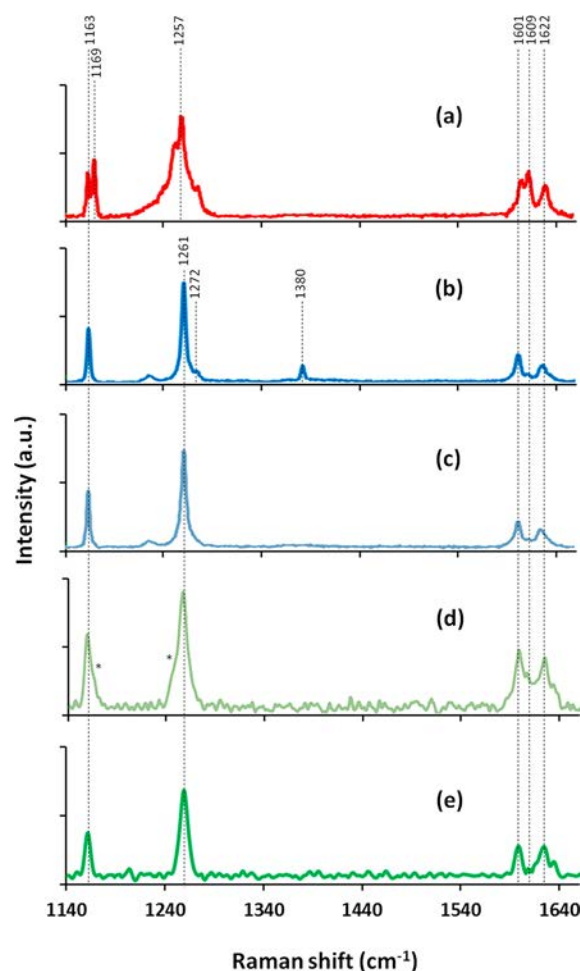 1163
1169
1257
1601
1609
1622
(a)
1261
1272
1380
(b)
(c)
* *
(d)
(e)
Intensity (a.u.)
1140 1240 1340 1440 1540 1640
Raman shift (cm⁻¹)